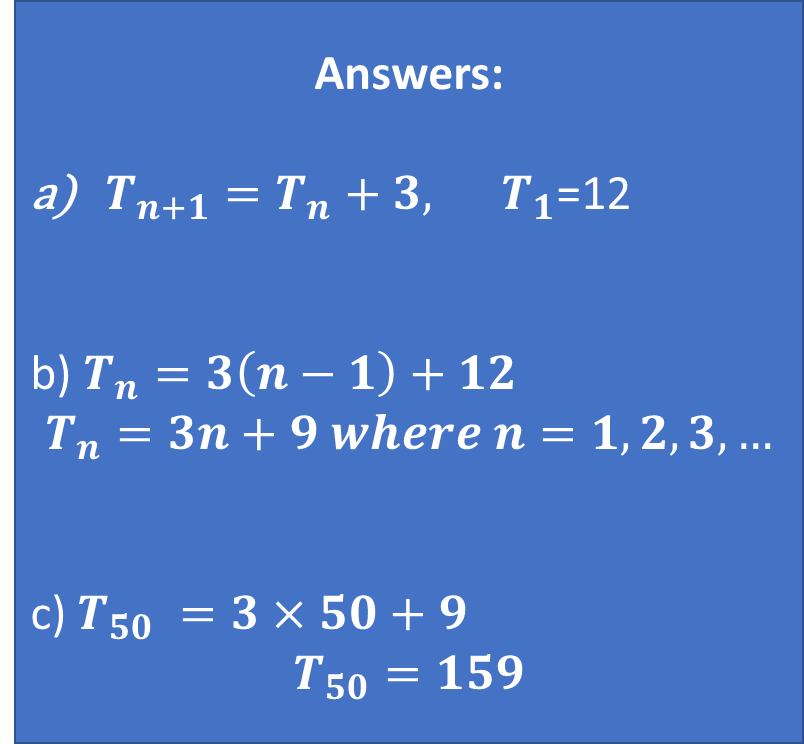 Answers:
a) Tₙ₊₁ = Tₙ + 3, T₁=12
b) Tₙ = 3(n − 1) + 12
Tₙ = 3n + 9 where n = 1, 2, 3, …
c) T₅₀ = 3 × 50 + 9
T₅₀ = 159